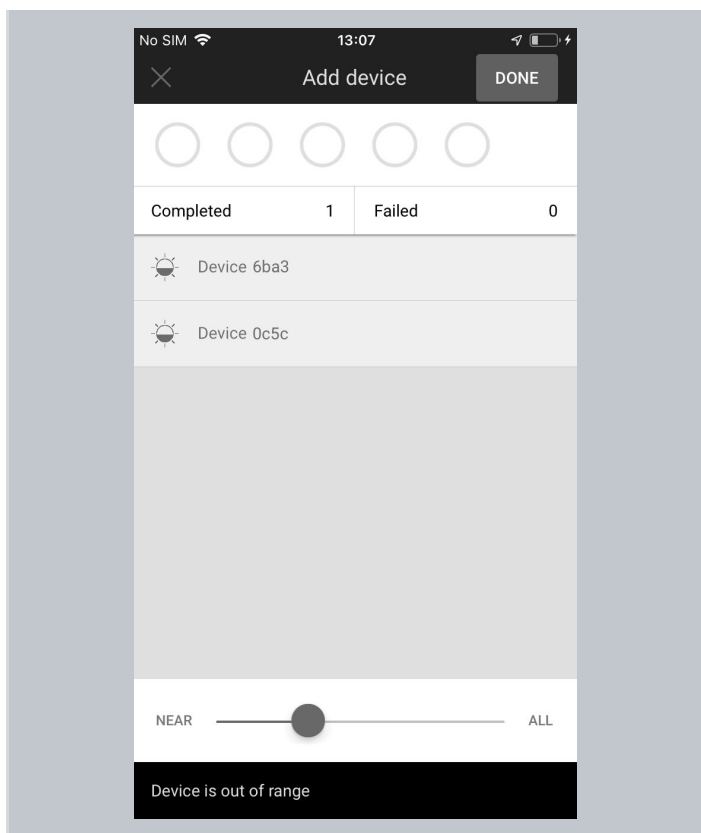 No SIM 13:07
Add device DONE
Completed 1 Failed 0
Device 6ba3
Device 0c5c
NEAR ALL
Device is out of range